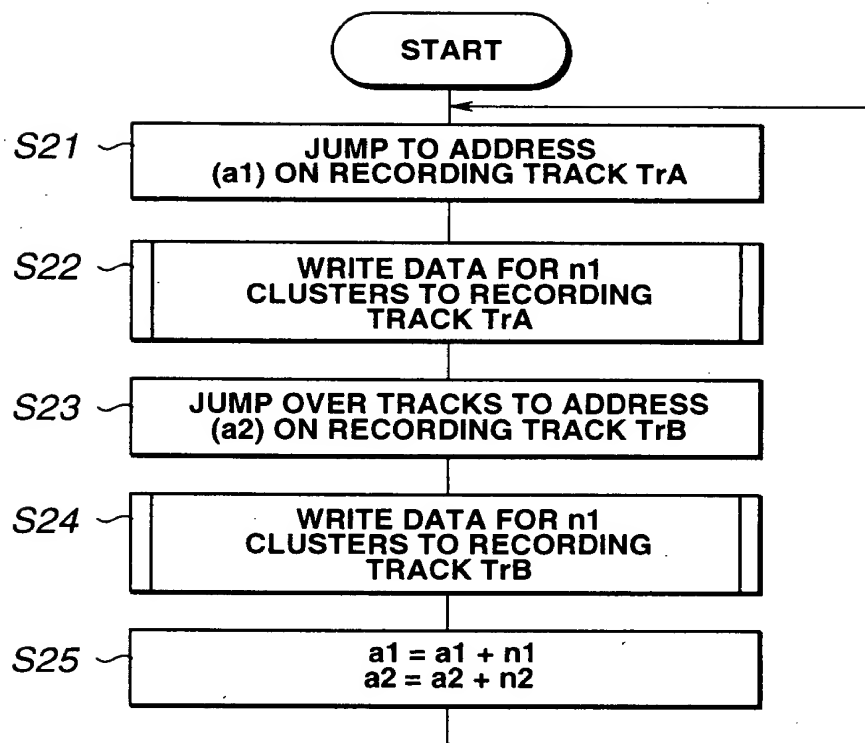 START
S21
JUMP TO ADDRESS
(a1) ON RECORDING TRACK TrA
S22
WRITE DATA FOR n1
CLUSTERS TO RECORDING
TRACK TrA
S23
JUMP OVER TRACKS TO ADDRESS
(a2) ON RECORDING TRACK TrB
S24
WRITE DATA FOR n1
CLUSTERS TO RECORDING
TRACK TrB
S25
a1 = a1 + n1
a2 = a2 + n2